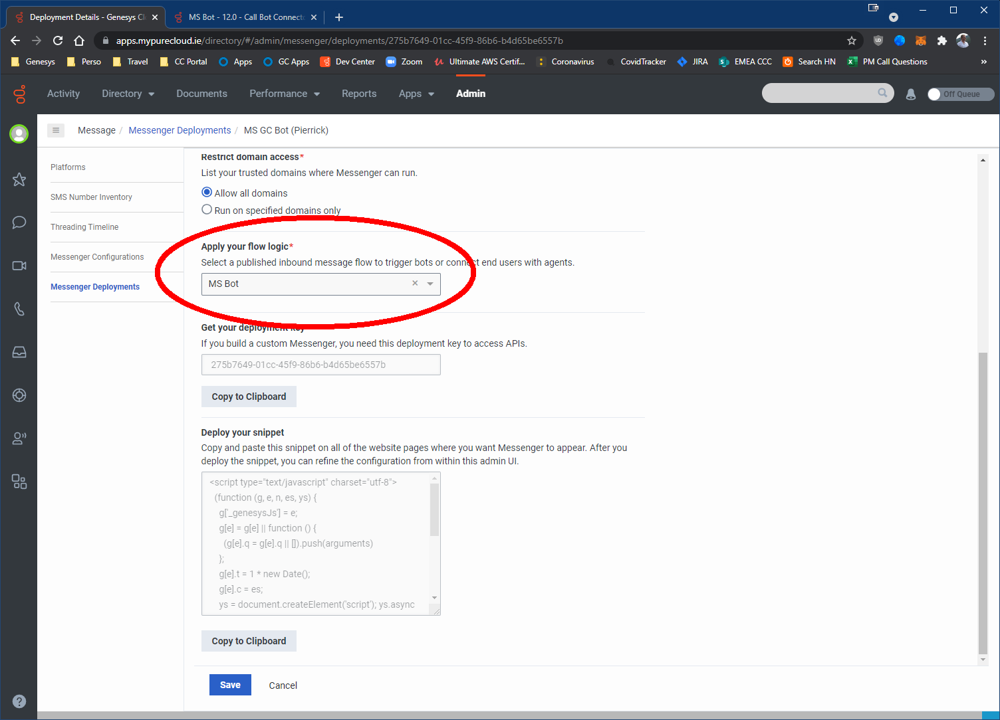 Deployment Details - Genesys Cl
MS Bot - 12.0 - Call Bot Connecto
apps.mypurecloud.ie/directory/#/admin/messenger/deployments/275b7649-01cc-45f9-86b6-b4d65be6557b
Genesys Perso Travel CC Portal Apps GC Apps Dev Center Zoom Ultimate AWS Certif... Coronavirus CovidTracker JIRA EMEA CCC Search HN PM Call Questions »
Activity Directory Documents Performance Reports Apps Admin Off Queue
Message / Messenger Deployments / MS GC Bot (Pierrick)
Platforms
SMS Number Inventory
Threading Timeline
Messenger Configurations
Messenger Deployments
Restrict domain access*
List your trusted domains where Messenger can run.
Allow all domains
Run on specified domains only
Apply your flow logic*
Select a published inbound message flow to trigger bots or connect end users with agents.
MS Bot
Get your deployment key
If you build a custom Messenger, you need this deployment key to access APIs.
275b7649-01cc-45f9-86b6-b4d65be6557b
Copy to Clipboard
Deploy your snippet
Copy and paste this snippet on all of the website pages where you want Messenger to appear. After you
deploy the snippet, you can refine the configuration from within this admin UI.
<script type="text/javascript" charset="utf-8">
(function (g, e, n, es, ys) {
g['_genesysJs'] = e;
g[e] = g[e] || function () {
(g[e].q = g[e].q || []).push(arguments)
};
g[e].t = 1 * new Date();
g[e].c = es;
ys = document.createElement('script'); ys.async
Copy to Clipboard
Save Cancel